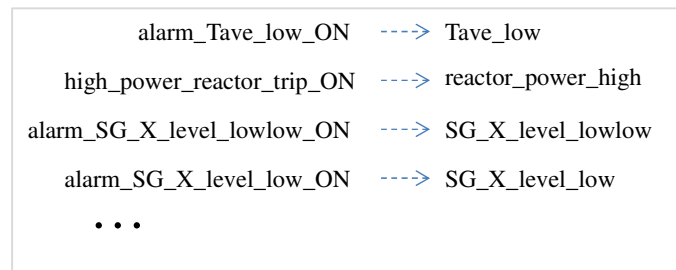 alarm_Tave_low_ON Tave_low
high_power_reactor_trip_ON reactor_power_high
alarm_SG_X_level_lowlow_ON SG_X_level_lowlow
alarm_SG_X_level_low_ON SG_X_level_low
• • •